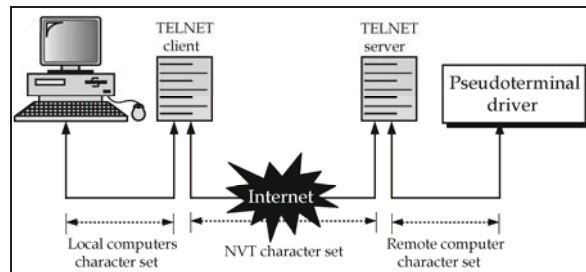 TELNET
client
TELNET
server
Pseudoterminal
driver
Internet
Local computers
character set
NVT character set
Remote computer
character set